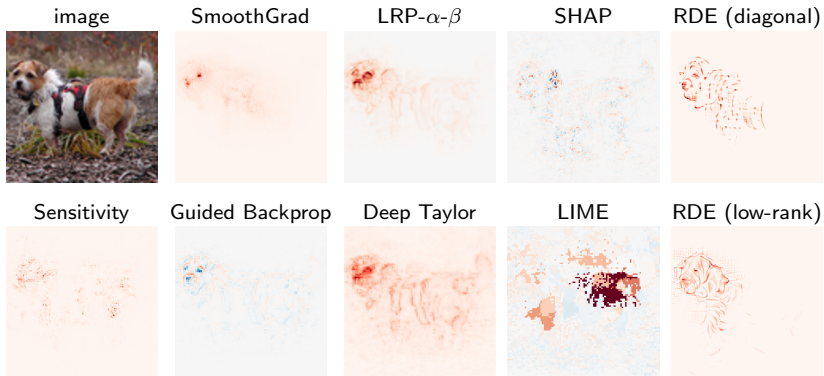 image
SmoothGrad
LRP-α-β
SHAP
RDE (diagonal)
Sensitivity
Guided Backprop
Deep Taylor
LIME
RDE (low-rank)